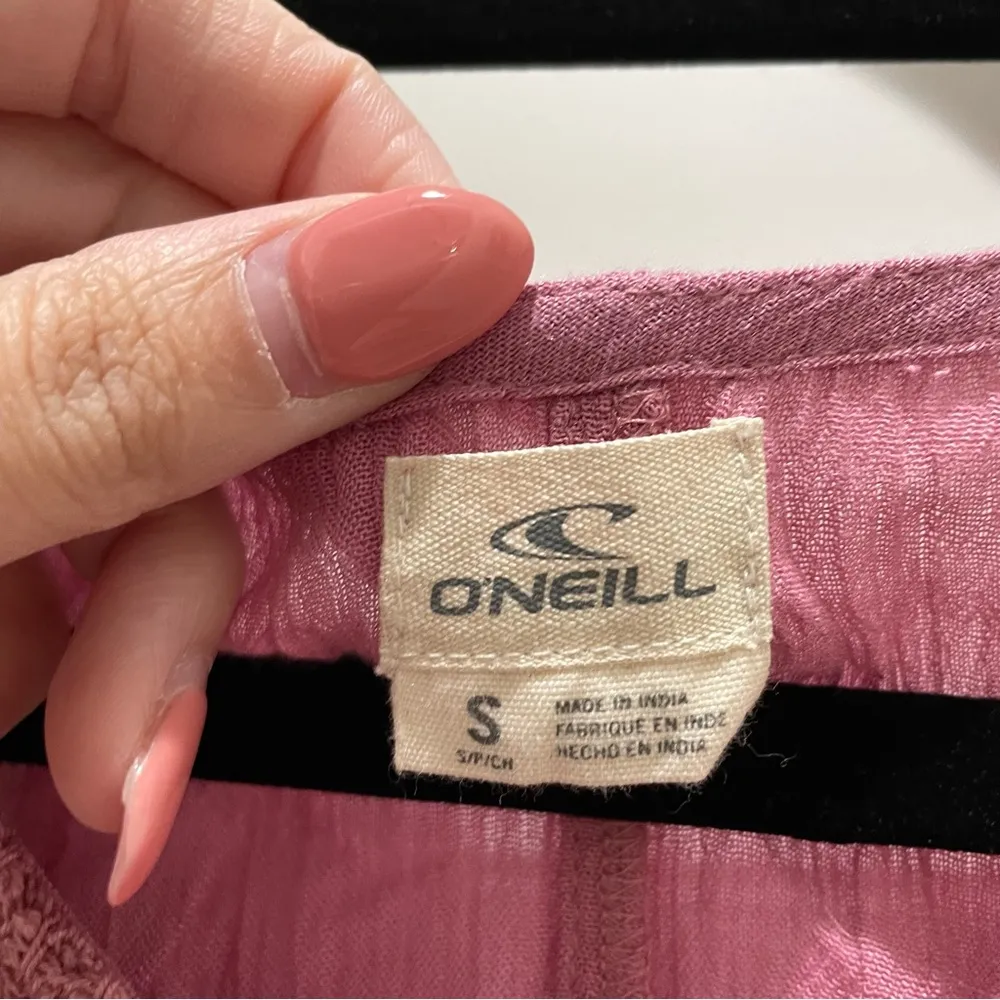 O'NEILL
S
S/P/CH
MADE IN INDIA
FABRIQUE EN INDE
HECHO EN INDIA